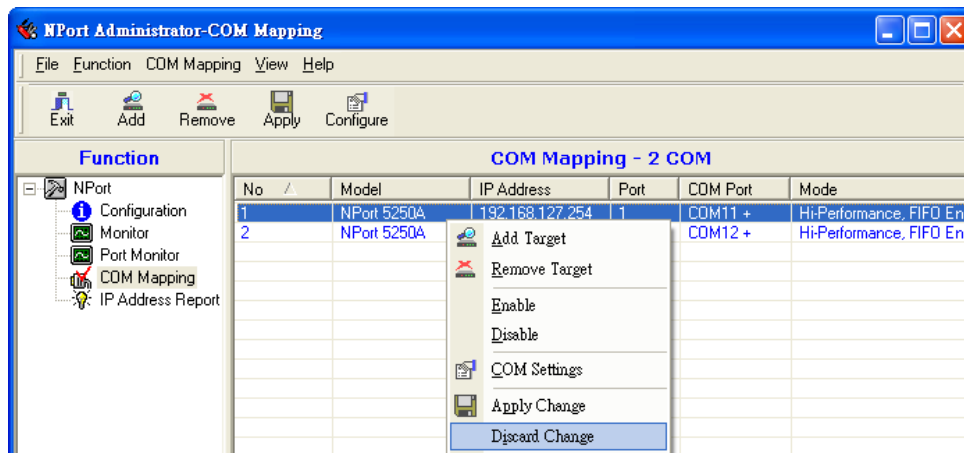 NPort Administrator-COM Mapping
File Function COM Mapping View Help
Exit Add Remove Apply Configure
Function
COM Mapping - 2 COM
NPort
Configuration
Monitor
Port Monitor
COM Mapping
IP Address Report
No Model IP Address Port COM Port Mode
1 NPort 5250A 192.168.127.254 1 COM11 + Hi-Performance, FIFO En
2 NPort 5250A COM12 + Hi-Performance, FIFO En
Add Target
Remove Target
Enable
Disable
COM Settings
Apply Change
Discard Change